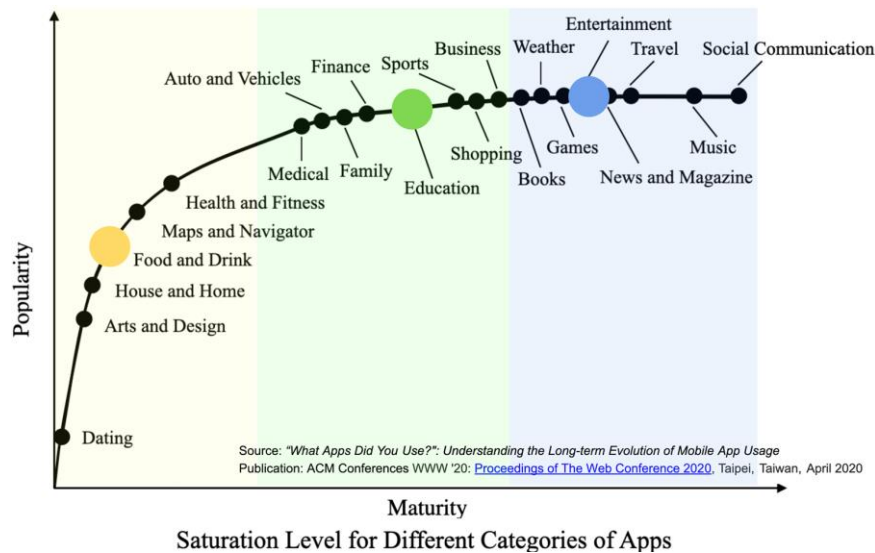 Entertainment
Weather
Travel
Social Communication
Business
Sports
Finance
Auto and Vehicles
Medical
Family
Education
Shopping
Books
Games
News and Magazine
Music
Health and Fitness
Maps and Navigator
Food and Drink
House and Home
Arts and Design
Dating
Popularity
Source: "What Apps Did You Use?": Understanding the Long-term Evolution of Mobile App Usage
Publication: ACM Conferences WWW '20: Proceedings of The Web Conference 2020, Taipei, Taiwan, April 2020
Maturity
Saturation Level for Different Categories of Apps